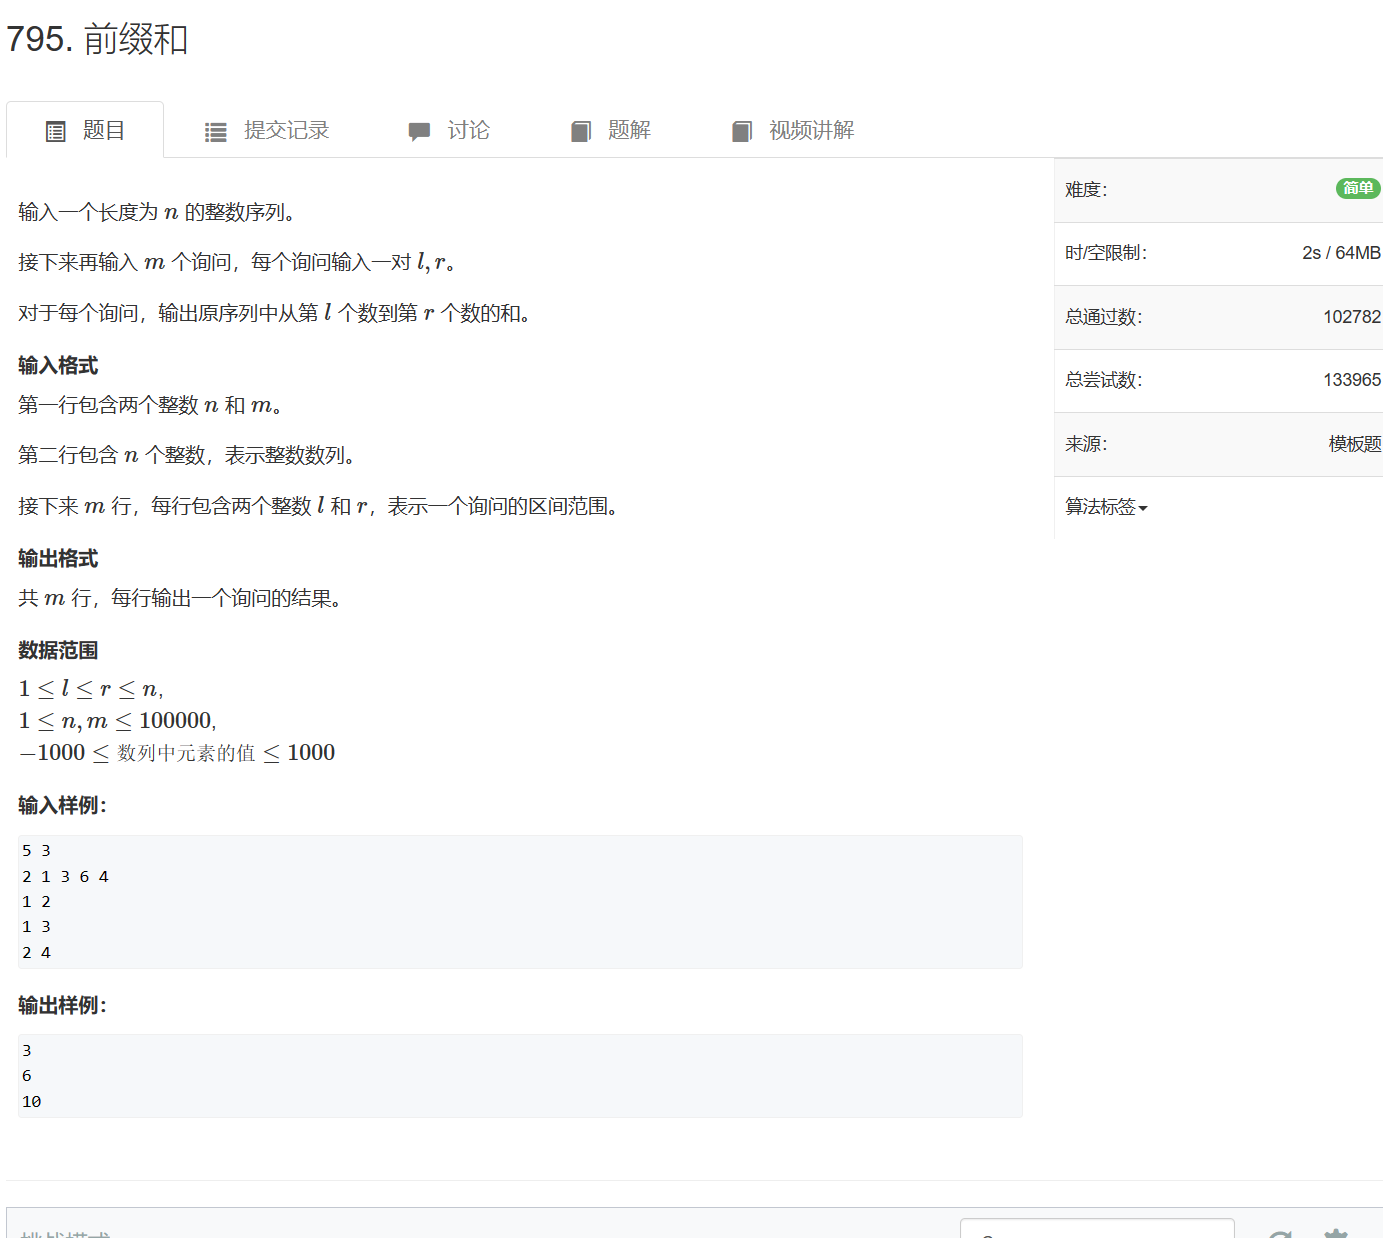 795. 前缀和
题目 提交记录 讨论 题解 视频讲解
输入一个长度为 n 的整数序列。
接下来再输入 m 个询问，每个询问输入一对 l, r。
对于每个询问，输出原序列中从第 l 个数到第 r 个数的和。
输入格式
第一行包含两个整数 n 和 m。
第二行包含 n 个整数，表示整数数列。
接下来 m 行，每行包含两个整数 l 和 r，表示一个询问的区间范围。
输出格式
共 m 行，每行输出一个询问的结果。
数据范围
1 ≤ l ≤ r ≤ n,
1 ≤ n, m ≤ 100000,
−1000 ≤ 数列中元素的值 ≤ 1000
输入样例：
5 3
2 1 3 6 4
1 2
1 3
2 4
输出样例：
3
6
10
难度： 简单
时/空限制： 2s / 64MB
总通过数： 102782
总尝试数： 133965
来源： 模板题
算法标签